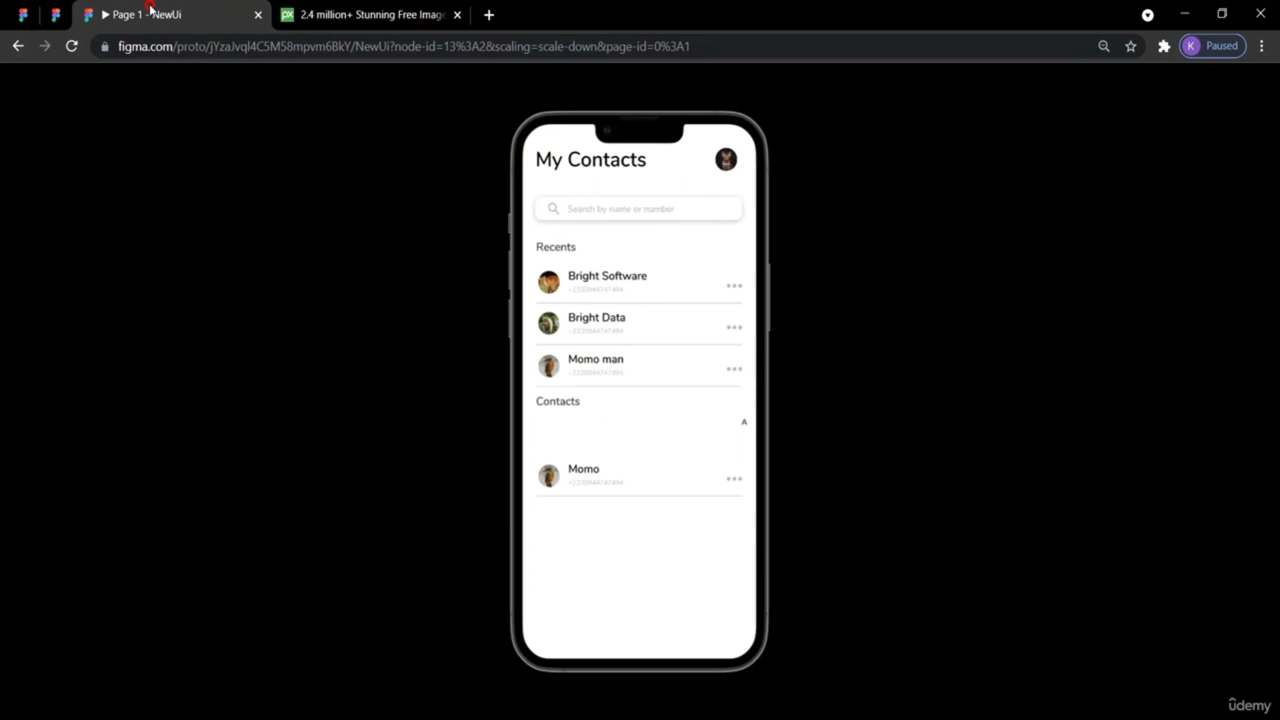 Page 1 - NewUi
2.4 million+ Stunning Free Image
figma.com/proto/jYzaJvql4C5M58mpvm6BkY/NewUi?node-id=13%3A2&scaling=scale-down&page-id=0%3A1
K Paused
My Contacts
Search by name or number
Recents
Bright Software
Bright Data
Momo man
Contacts
A
Momo
ûdemy